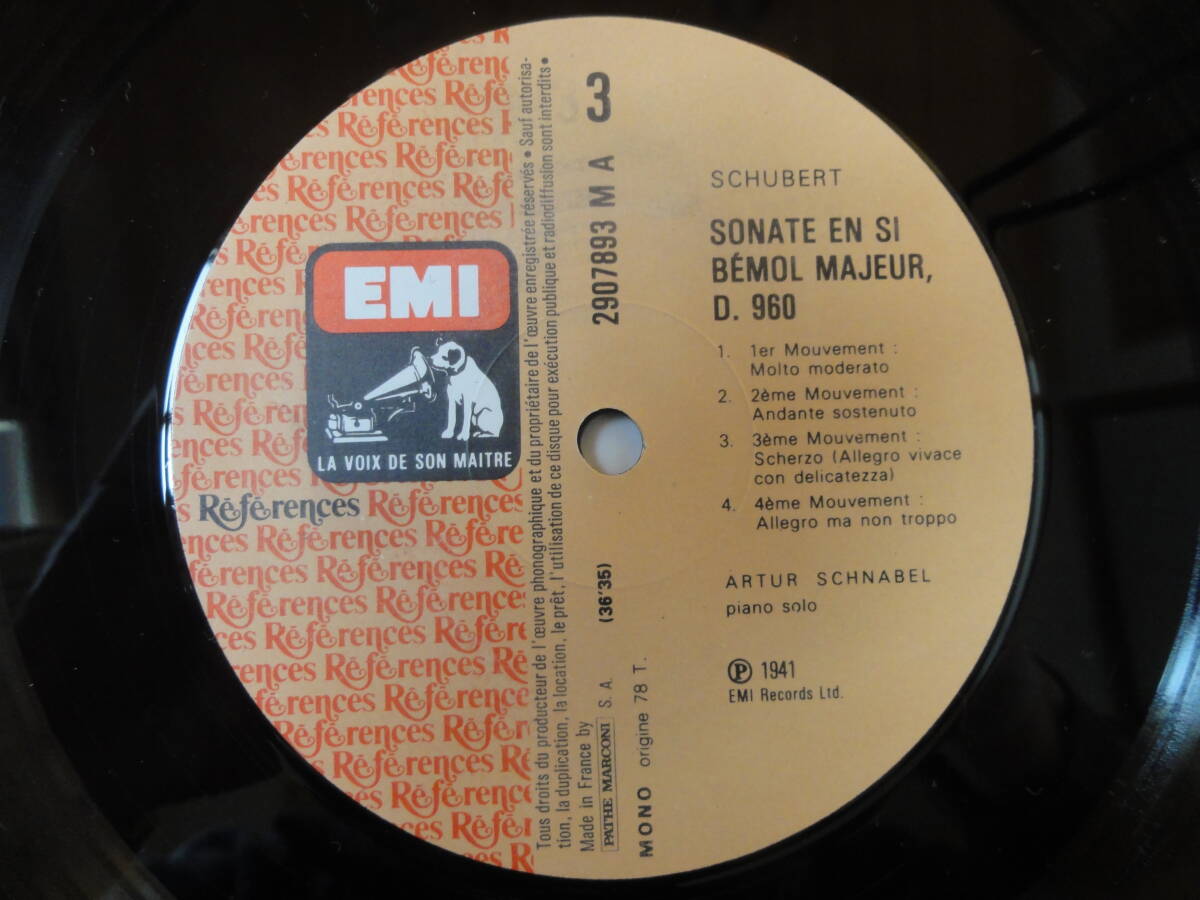 EMI
LA VOIX DE SON MAITRE
Références
Tous droits du producteur de l'œuvre phonographique et du propriétaire de l'œuvre enregistrée réservés • Sauf autorisa-
tion, la duplication, la location, le prêt, l'utilisation de ce disque pour exécution publique et radiodiffusion sont interdits •
Made in France by
PATHE MARCONI S. A.
(36'35)
2907893 M A 3
MONO origine 78 T.
SCHUBERT
SONATE EN SI
BÉMOL MAJEUR,
D. 960
1. 1er Mouvement :
Molto moderato
2. 2ème Mouvement :
Andante sostenuto
3. 3ème Mouvement :
Scherzo (Allegro vivace
con delicatezza)
4. 4ème Mouvement :
Allegro ma non troppo
ARTUR SCHNABEL
piano solo
℗ 1941
EMI Records Ltd.